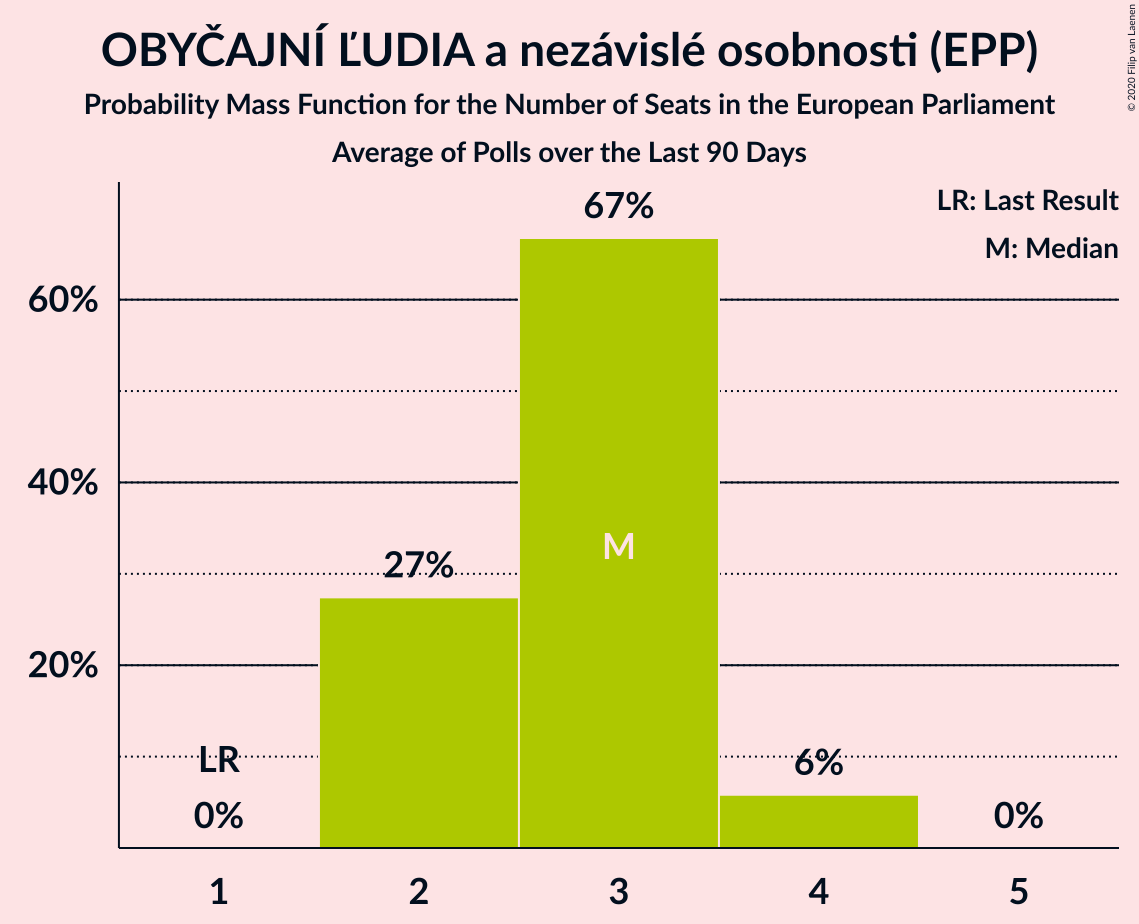 OBYČAJNÍ ĽUDIA a nezávislé osobnosti (EPP)
Probability Mass Function for the Number of Seats in the European Parliament
Average of Polls over the Last 90 Days
© 2020 Filip van Laenen
LR: Last Result
M: Median
67%
60%
40%
M
27%
20%
LR
6%
0%
0%
1 2 3 4 5